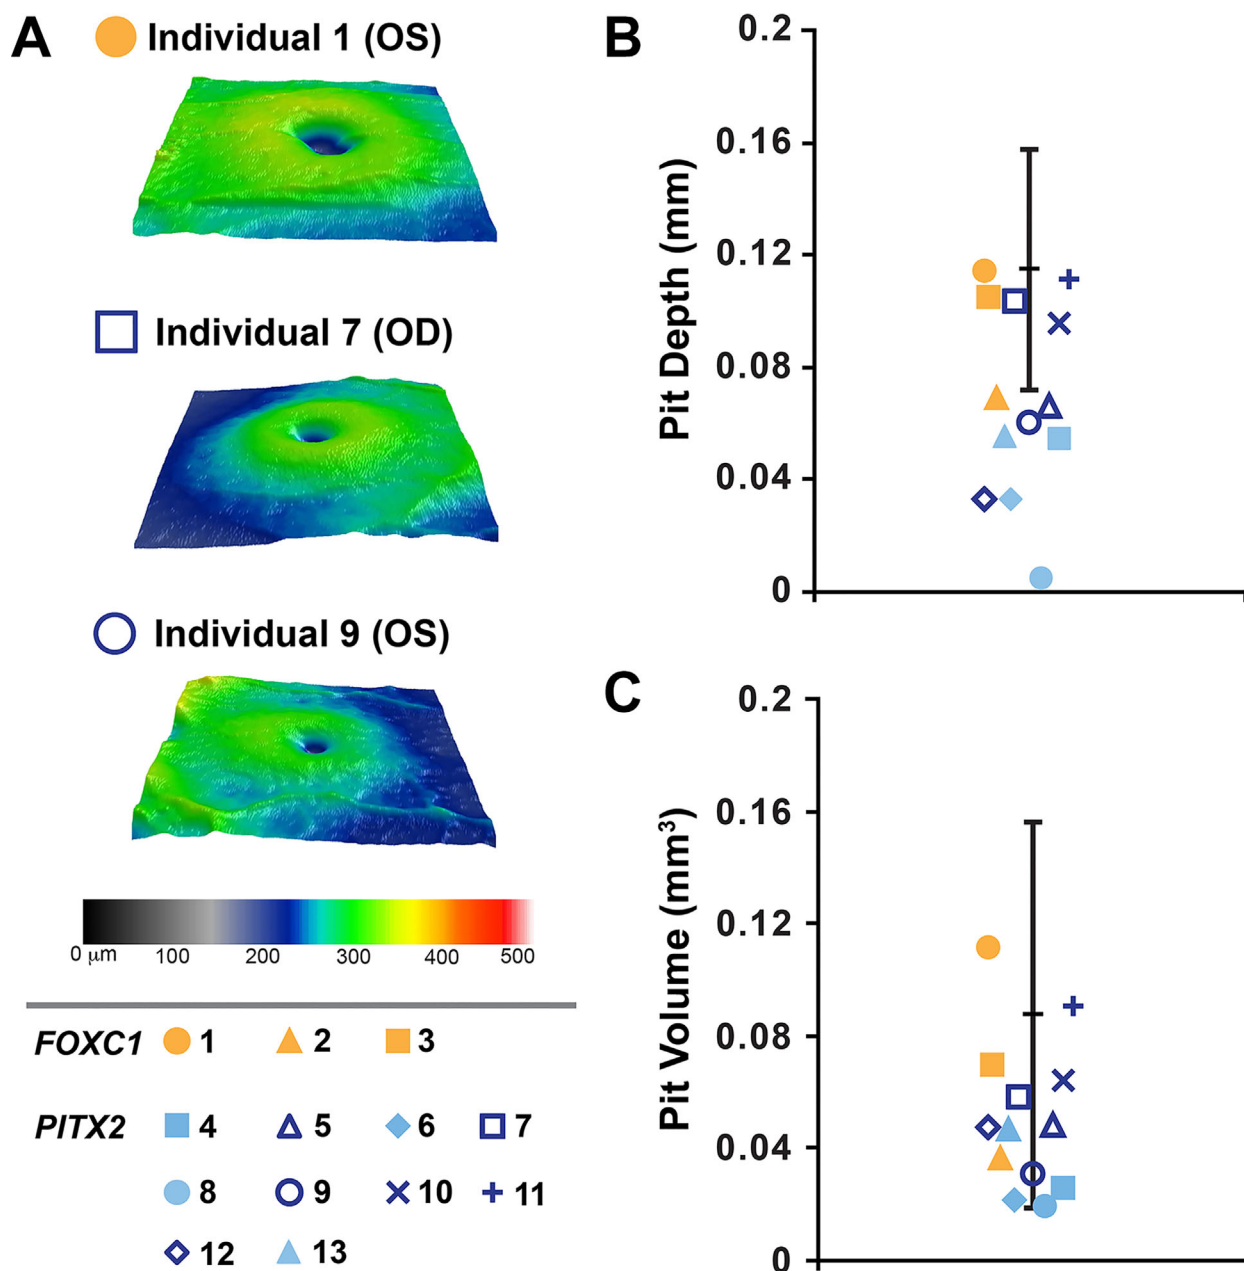 A
Individual 1 (OS)
Individual 7 (OD)
Individual 9 (OS)
0 μm 100 200 300 400 500
FOXC1 1 2 3
PITX2 4 5 6 7
8 9 10 11
12 13
B
Pit Depth (mm)
0.2
0.16
0.12
0.08
0.04
0
C
Pit Volume (mm³)
0.2
0.16
0.12
0.08
0.04
0